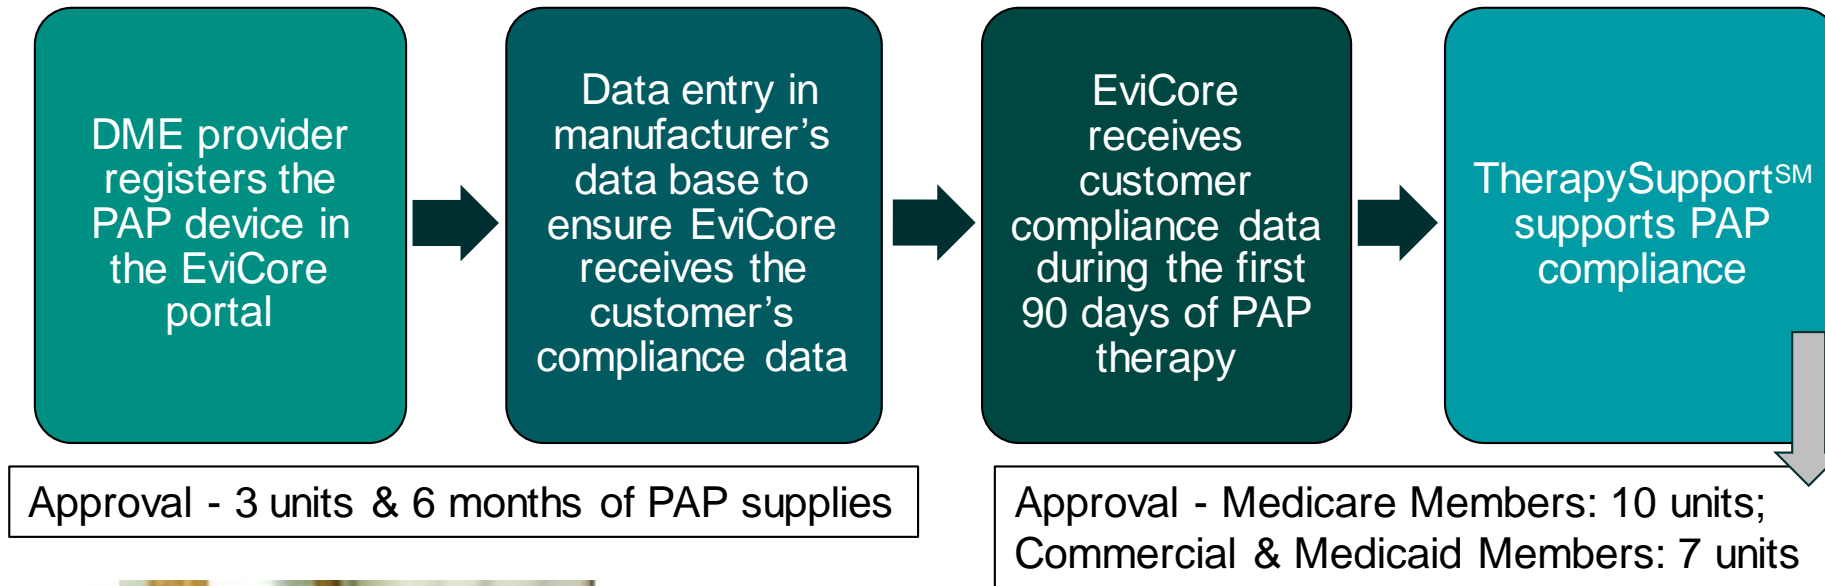 DME provider
registers the
PAP device in
the EviCore
portal
Data entry in
manufacturer’s
data base to
ensure EviCore
receives the
customer’s
compliance data
EviCore
receives
customer
compliance data
during the first
90 days of PAP
therapy
TherapySupport℠
supports PAP
compliance
Approval - 3 units & 6 months of PAP supplies
Approval - Medicare Members: 10 units;
Commercial & Medicaid Members: 7 units